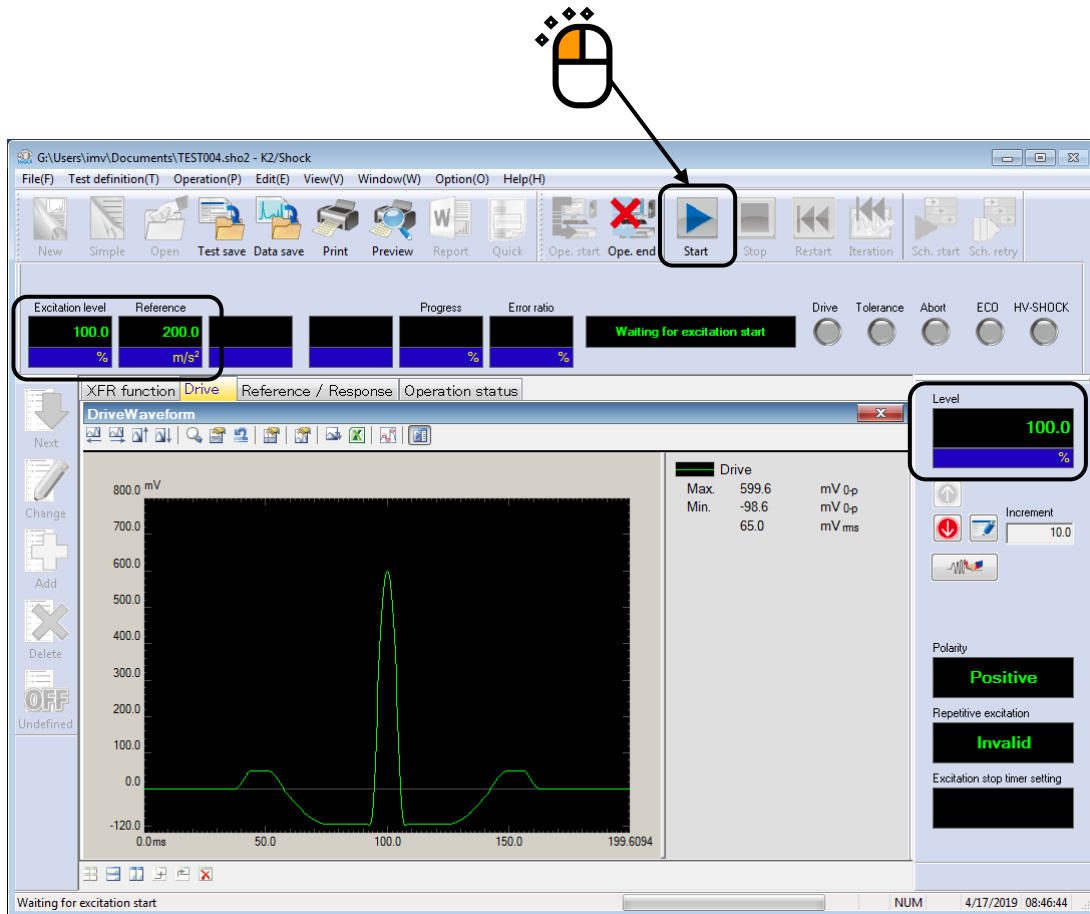 G:\Users\imv\Documents\TEST004.sho2 - K2/Shock
File(F) Test definition(T) Operation(P) Edit(E) View(V) Window(W) Option(O) Help(H)
New Simple Open Test save Data save Print Preview Report Quick Ope. start Ope. end Start Stop Restart Iteration Sch. start Sch. retry
Excitation level Reference Progress Error ratio Drive Tolerance Abort ECO HV-SHOCK
100.0 200.0 Waiting for excitation start
% m/s² % %
XFR function Drive Reference / Response Operation status
DriveWaveform
Next
Change
Add
Delete
OFF
Undefined
800.0 mV
700.0
600.0
500.0
400.0
300.0
200.0
100.0
0.0
-120.0
0.0ms 50.0 100.0 150.0 199.6094
Drive
Max. 599.6 mV 0-p
Min. -98.6 mV 0-p
65.0 mV rms
Level
100.0
%
Increment
10.0
Polarity
Positive
Repetitive excitation
Invalid
Excitation stop timer setting
Waiting for excitation start NUM 4/17/2019 08:46:44